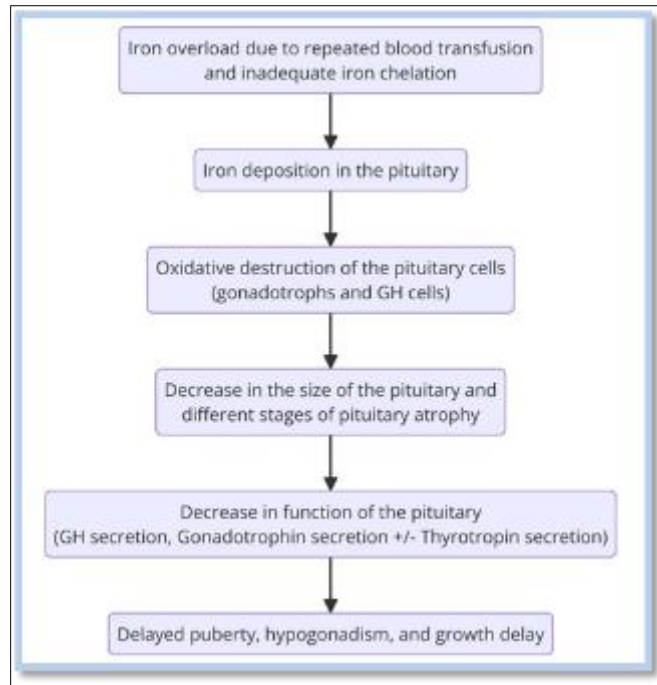 Iron overload due to repeated blood transfusion
and inadequate iron chelation
Iron deposition in the pituitary
Oxidative destruction of the pituitary cells
(gonadotrophs and GH cells)
Decrease in the size of the pituitary and
different stages of pituitary atrophy
Decrease in function of the pituitary
(GH secretion, Gonadotrophin secretion +/- Thyrotropin secretion)
Delayed puberty, hypogonadism, and growth delay